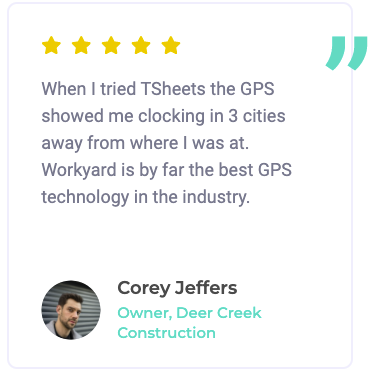 When I tried TSheets the GPS
showed me clocking in 3 cities
away from where I was at.
Workyard is by far the best GPS
technology in the industry.
Corey Jeffers
Owner, Deer Creek
Construction